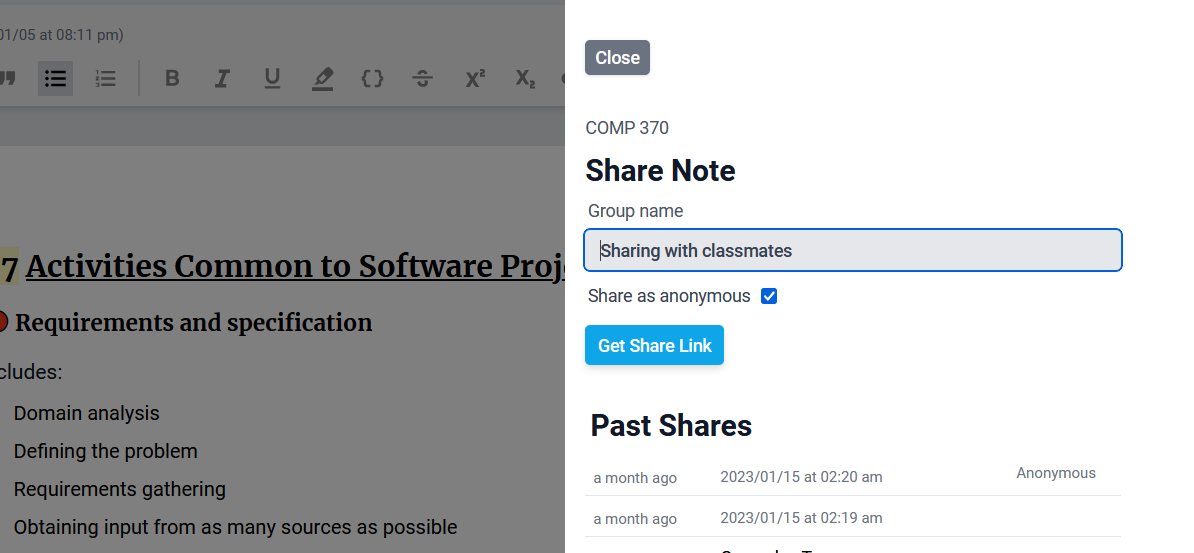 01/05 at 08:11 pm)
B I U {} S X² X₂
7 Activities Common to Software Proj
Requirements and specification
cludes:
Domain analysis
Defining the problem
Requirements gathering
Obtaining input from as many sources as possible
Close
COMP 370
Share Note
Group name
Sharing with classmates
Share as anonymous
Get Share Link
Past Shares
a month ago 2023/01/15 at 02:20 am Anonymous
a month ago 2023/01/15 at 02:19 am